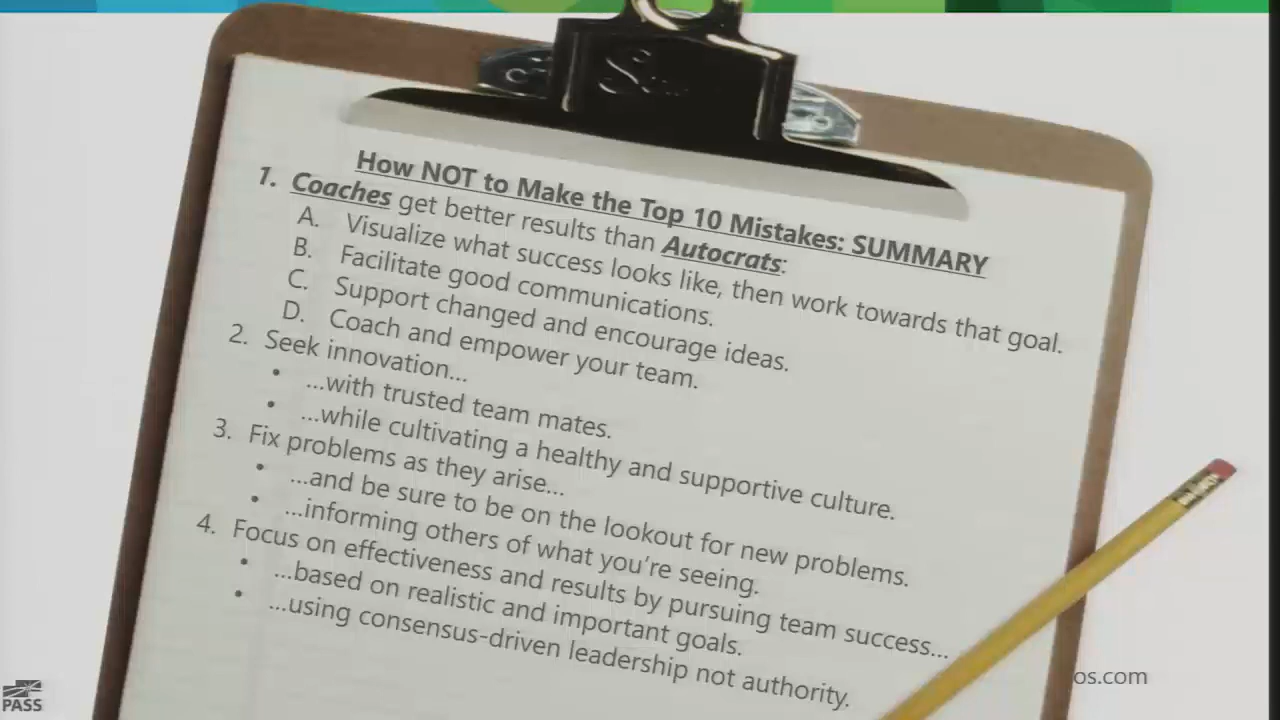 How NOT to Make the Top 10 Mistakes: SUMMARY
1. Coaches get better results than Autocrats:
A. Visualize what success looks like, then work towards that goal.
B. Facilitate good communications.
C. Support changed and encourage ideas.
D. Coach and empower your team.
2. Seek innovation...
• ...with trusted team mates.
• ...while cultivating a healthy and supportive culture.
3. Fix problems as they arise...
• ...and be sure to be on the lookout for new problems.
• ...informing others of what you're seeing.
4. Focus on effectiveness and results by pursuing team success...
• ...based on realistic and important goals.
• ...using consensus-driven leadership not authority.
os.com
PASS